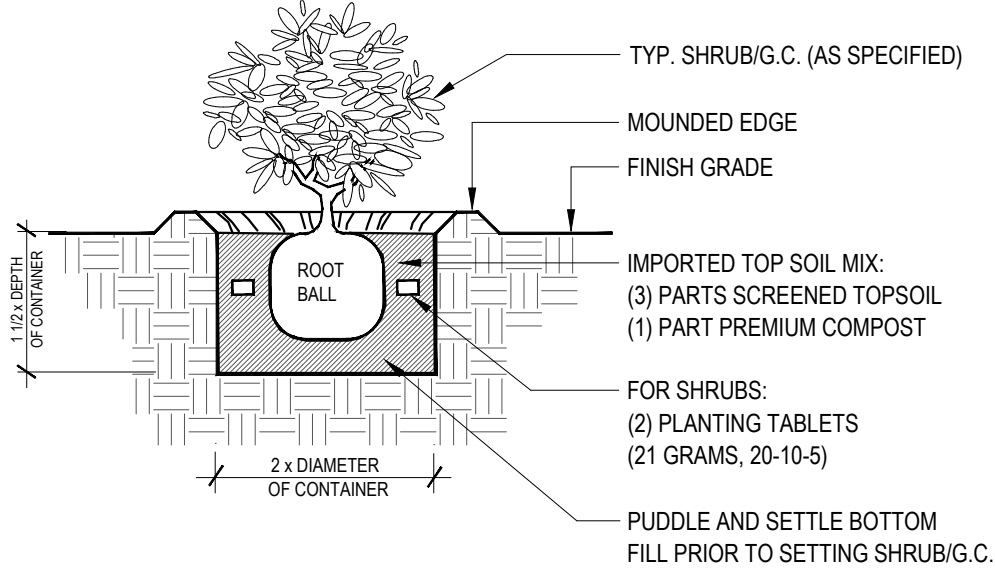 TYP. SHRUB/G.C. (AS SPECIFIED)
MOUNDED EDGE
FINISH GRADE
ROOT
BALL
IMPORTED TOP SOIL MIX:
(3) PARTS SCREENED TOPSOIL
(1) PART PREMIUM COMPOST
1 1/2 x DEPTH
OF CONTAINER
FOR SHRUBS:
(2) PLANTING TABLETS
(21 GRAMS, 20-10-5)
2 x DIAMETER
OF CONTAINER
PUDDLE AND SETTLE BOTTOM
FILL PRIOR TO SETTING SHRUB/G.C.